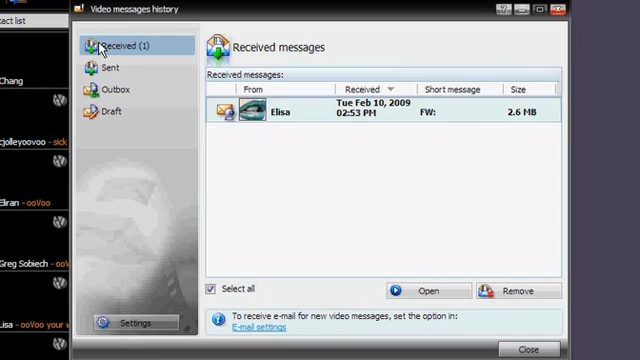 Video messages history
tact list
Received (1)
Sent
Outbox
Draft
Settings
Chang
cjolleyoovoo - sick
Eliran - ooVoo
Greg Sobiech - ooV
Lisa - ooVoo your w
Received messages
Received messages:
From Received Short message Size
Elisa Tue Feb 10, 2009 02:53 PM FW: 2.6 MB
Select all
Open
Remove
To receive e-mail for new video messages, set the option in:
E-mail settings
Close